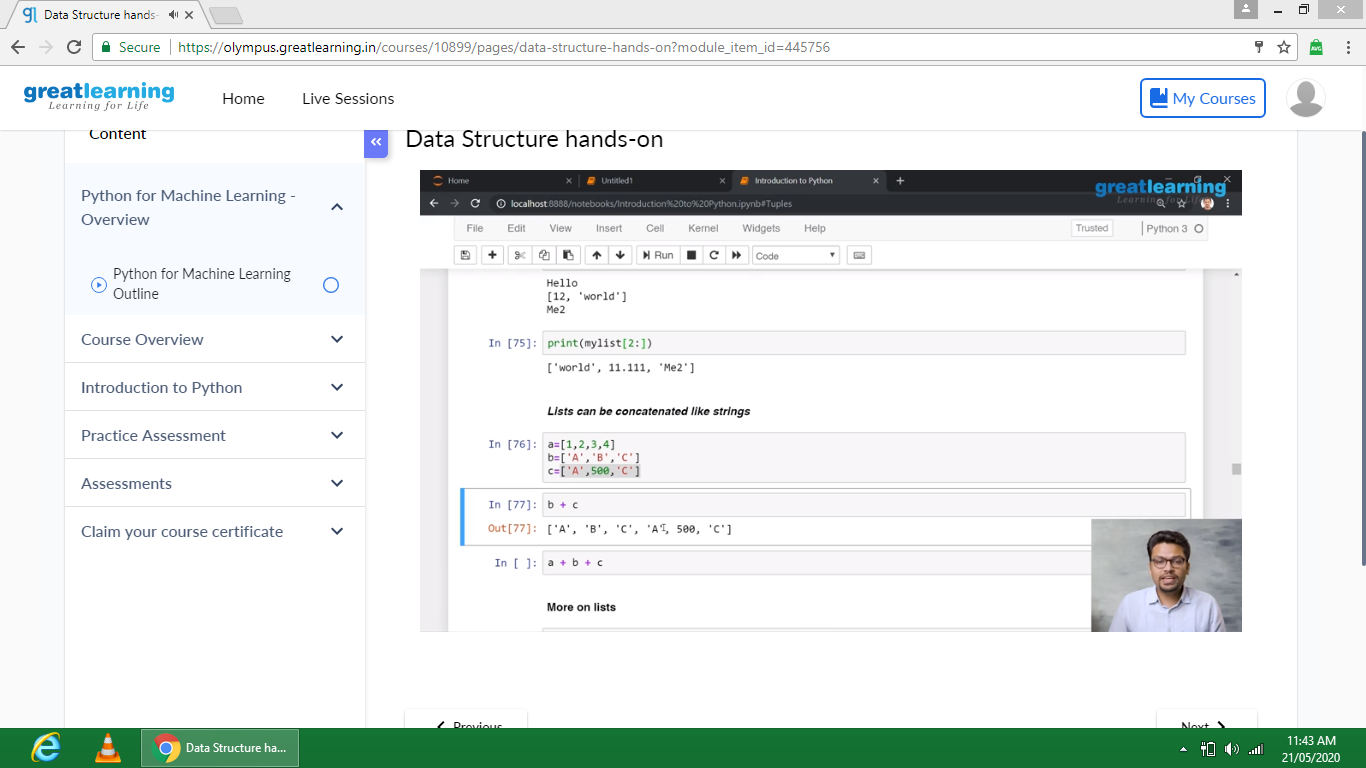 Data Structure hands-
Secure https://olympus.greatlearning.in/courses/10899/pages/data-structure-hands-on?module_item_id=445756
greatlearning
Learning for Life
Home
Live Sessions
My Courses
Content
Python for Machine Learning -
Overview
Python for Machine Learning
Outline
Course Overview
Introduction to Python
Practice Assessment
Assessments
Claim your course certificate
Data Structure hands-on
Home
Untitled1
Introduction to Python
greatlearning
Learning for Life
localhost:8888/notebooks/Introduction%20to%20Python.ipynb#Tuples
File Edit View Insert Cell Kernel Widgets Help
Trusted
Python 3
Run
Code
Hello
[12, 'world']
Me2
In [75]: print(mylist[2:])
['world', 11.111, 'Me2']
Lists can be concatenated like strings
In [76]: a=[1,2,3,4]
b=['A','B','C']
c=['A',500,'C']
In [77]: b + c
Out[77]: ['A', 'B', 'C', 'A', 500, 'C']
In [ ]: a + b + c
More on lists
Previous
Next
Data Structure ha...
11:43 AM
21/05/2020